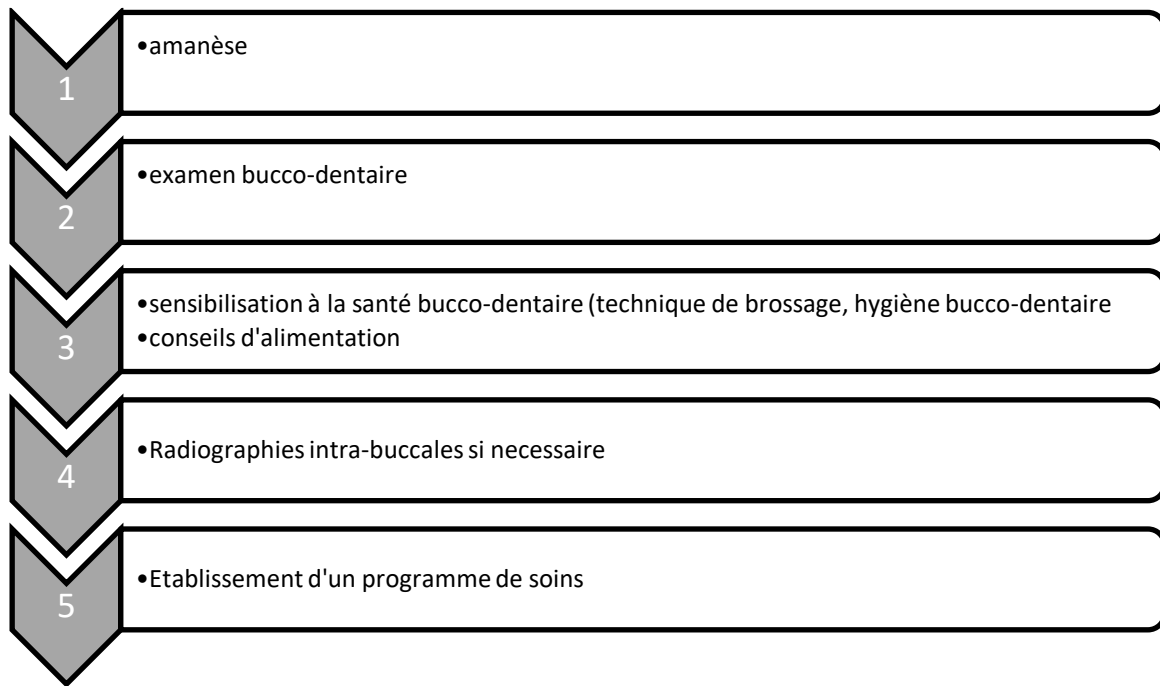 1
•amanèse
2
•examen bucco-dentaire
3
•sensibilisation à la santé bucco-dentaire (technique de brossage, hygiène bucco-dentaire
•conseils d'alimentation
4
•Radiographies intra-buccales si necessaire
5
•Etablissement d'un programme de soins